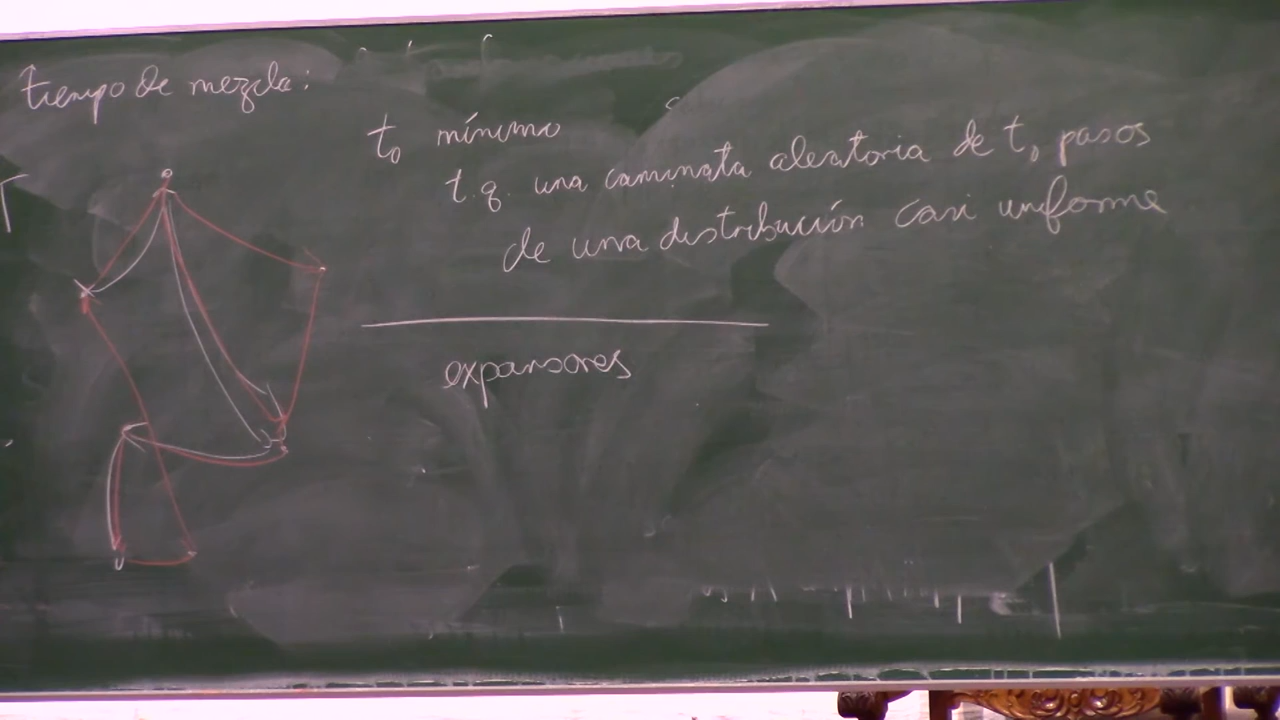 tiempo de mezcla:
t₀ mínimo
t.q. una caminata aleatoria de t₀ pasos
de una distribución casi uniforme
expansores